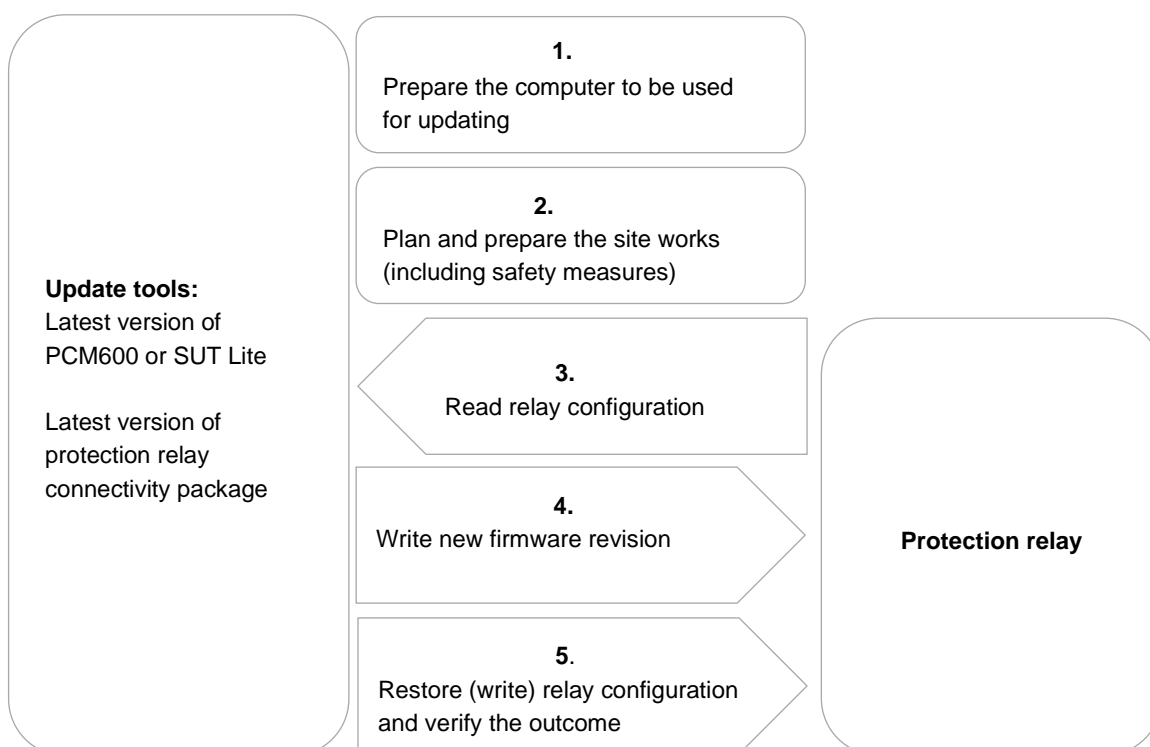 Update tools:
Latest version of
PCM600 or SUT Lite
Latest version of
protection relay
connectivity package
1.
Prepare the computer to be used
for updating
2.
Plan and prepare the site works
(including safety measures)
3.
Read relay configuration
4.
Write new firmware revision
5.
Restore (write) relay configuration
and verify the outcome
Protection relay